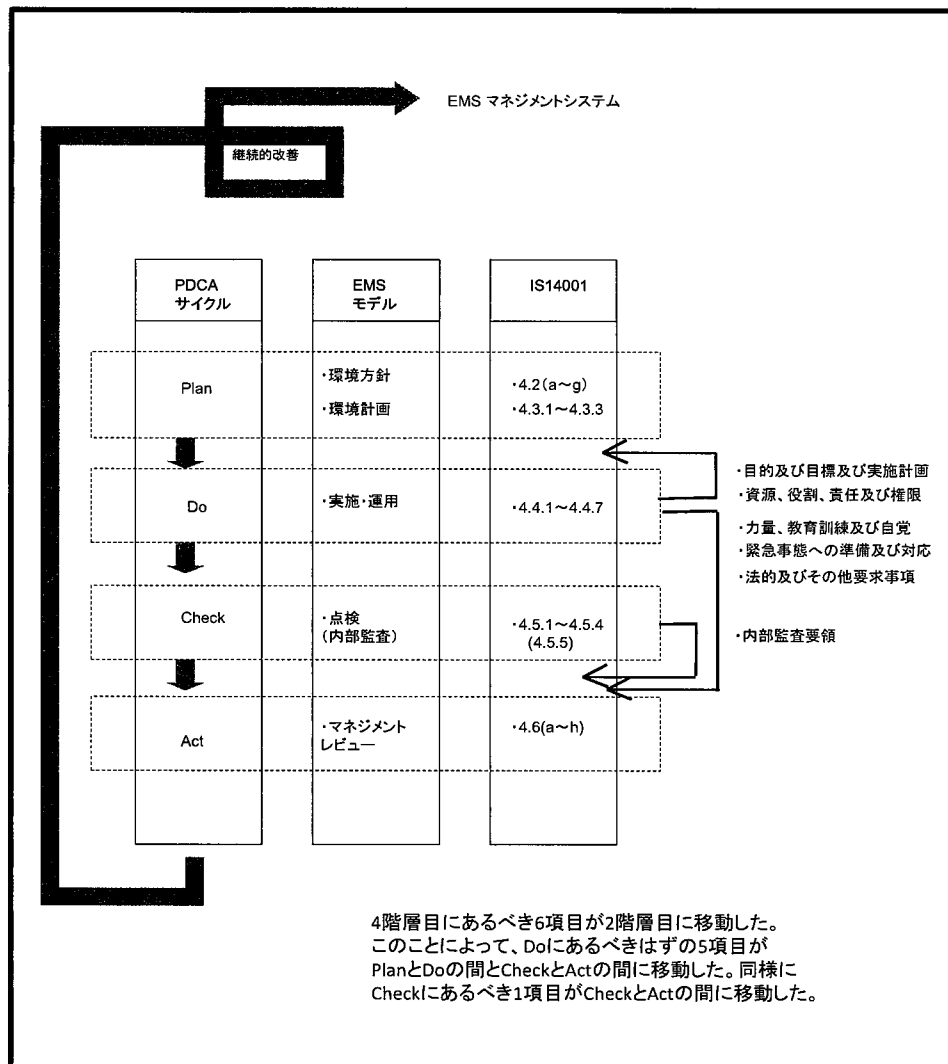 EMS マネジメントシステム
継続的改善
PDCA
サイクル
EMS
モデル
IS14001
Plan
・環境方針
・環境計画
・4.2(a~g)
・4.3.1~4.3.3
・目的及び目標及び実施計画
・資源、役割、責任及び権限
Do
・実施・運用
・4.4.1~4.4.7
・力量、教育訓練及び自覚
・緊急事態への準備及び対応
・法的及びその他要求事項
Check
・点検
(内部監査)
・4.5.1~4.5.4
(4.5.5)
・内部監査要領
Act
・マネジメント
レビュー
・4.6(a~h)
4階層目にあるべき6項目が2階層目に移動した。
このことによって、Doにあるべきはずの5項目が
PlanとDoの間とCheckとActの間に移動した。同様に
Checkにあるべき1項目がCheckとActの間に移動した。